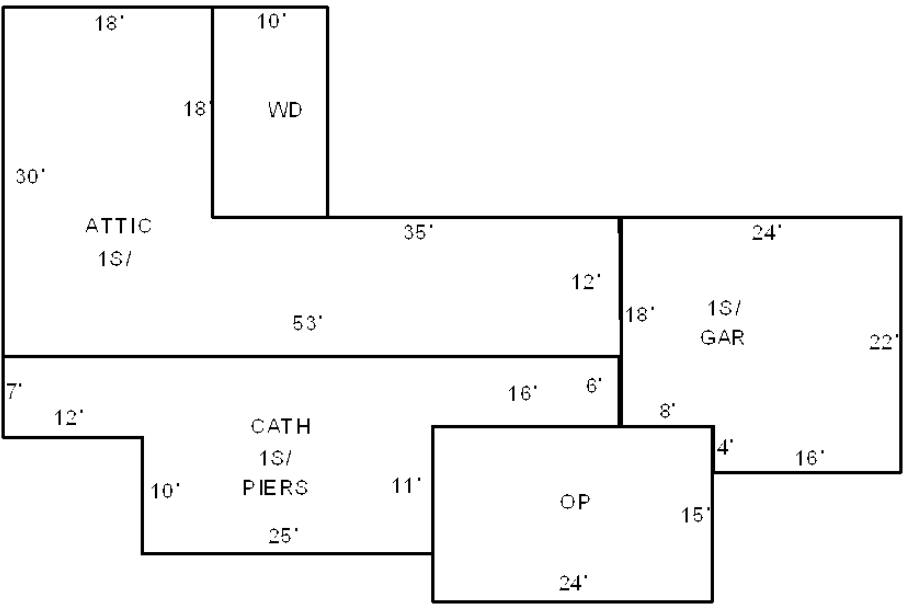 18'
10'
18'
WD
30'
ATTIC
1S/
35'
24'
12'
53'
18'
1S/
GAR
22'
7'
12'
16'
6'
8'
CATH
1S/
PIERS
4'
16'
10'
11'
OP
15'
25'
24'